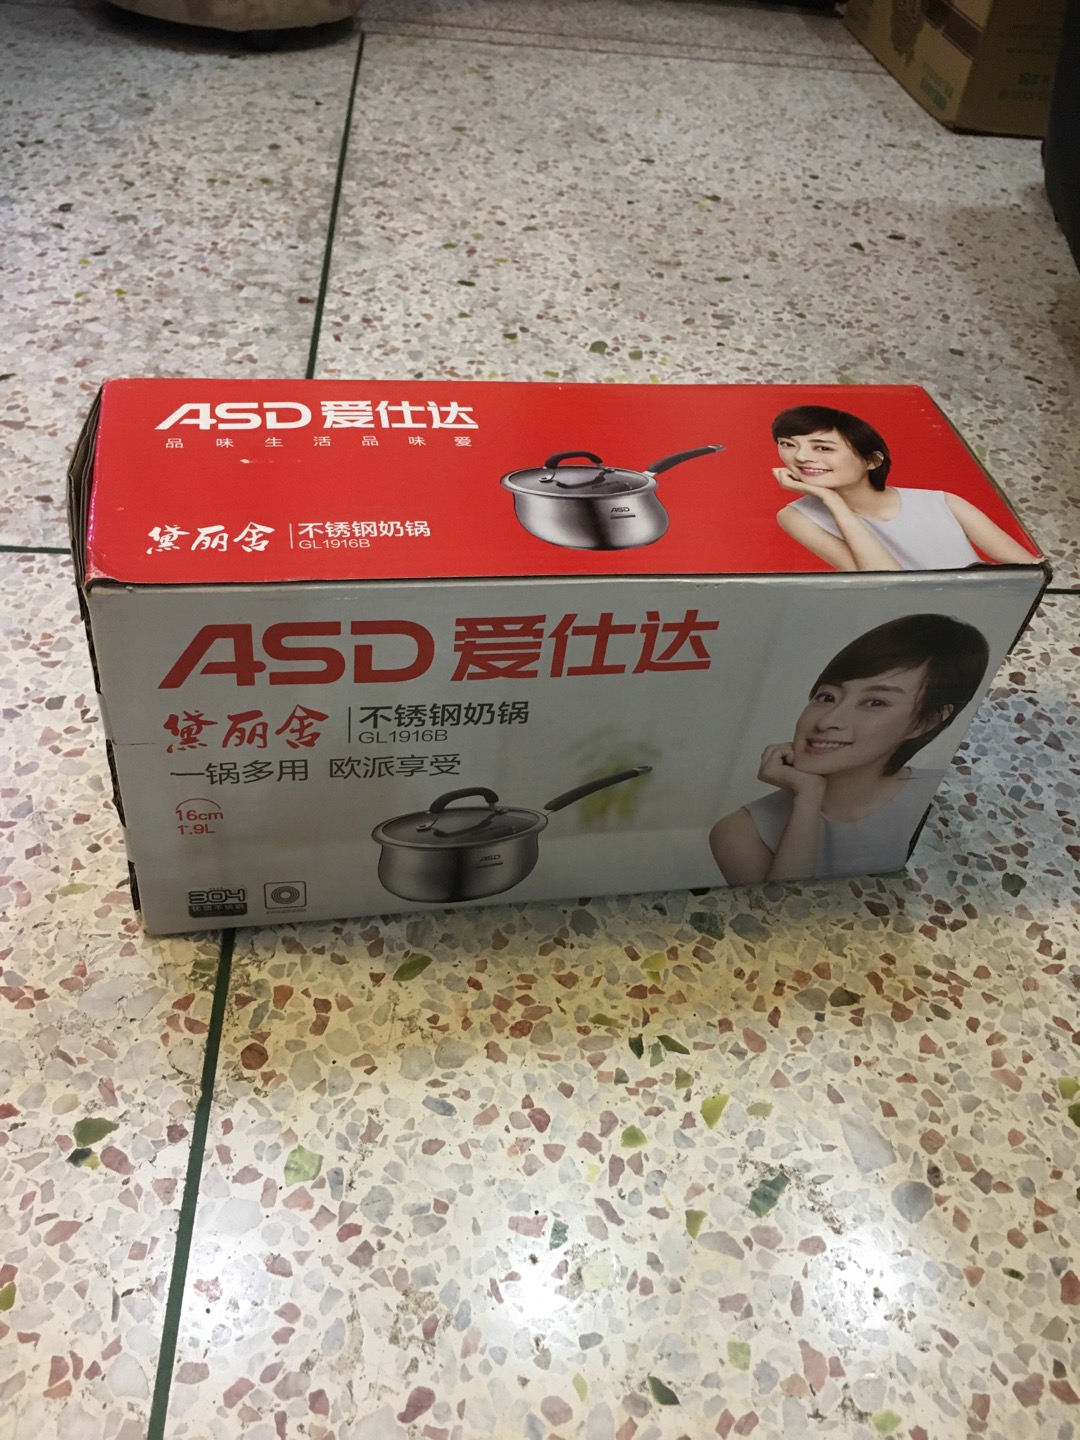 ASD 爱仕达
品味生活品味爱
黛丽舍 不锈钢奶锅
GL1916B
ASD
ASD 爱仕达
黛丽舍 不锈钢奶锅
GL1916B
一锅多用 欧派享受
16cm
1.9L
ASD
304